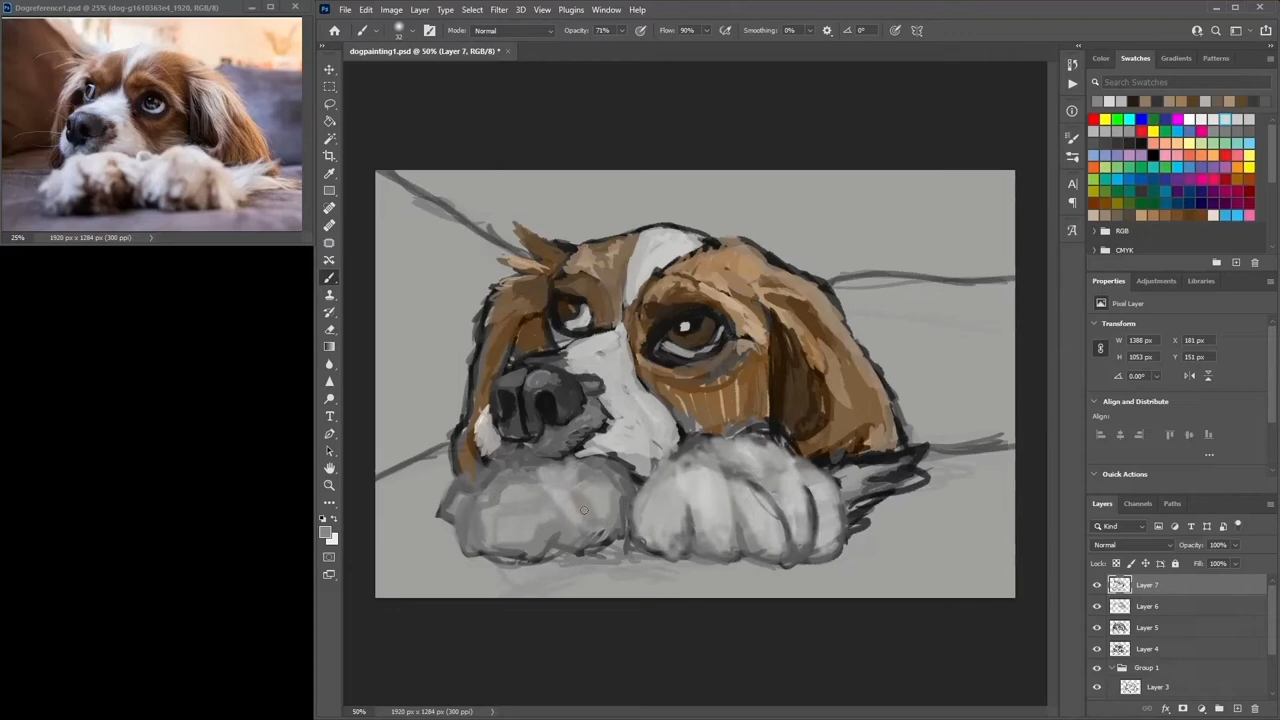 Dogreference1.psd @ 25% (dog-g1610363e4_1920, RGB/8)
25%
1920 px x 1284 px (300 ppi)
File
Edit
Image
Layer
Type
Select
Filter
3D
View
Plugins
Window
Help
32
Mode:
Normal
Opacity: 71%
Flow: 90%
Smoothing: 0%
0°
dogpainting1.psd @ 50% (Layer 7, RGB/8) *
50%
1920 px x 1284 px (300 ppi)
Color
Swatches
Gradients
Patterns
Search Swatches
RGB
CMYK
Properties
Adjustments
Libraries
Pixel Layer
Transform
W
1388 px
X
181 px
H
1053 px
Y
151 px
0.00°
Align and Distribute
Align:
Quick Actions
Layers
Channels
Paths
Kind
Normal
Opacity: 100%
Lock:
Fill: 100%
Layer 7
Layer 6
Layer 5
Layer 4
Group 1
Layer 3